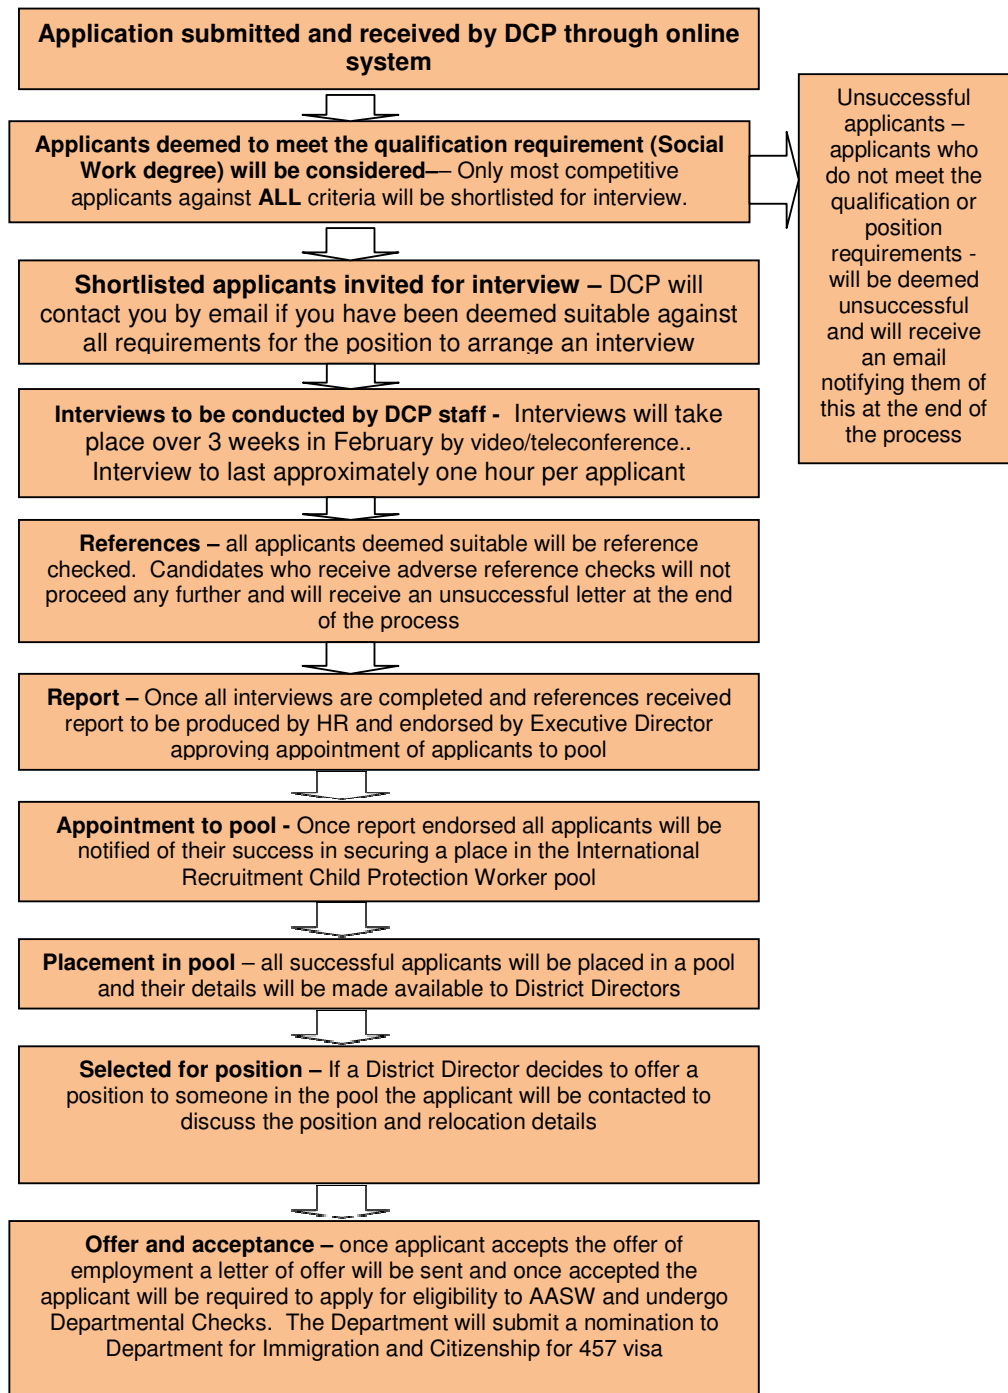 Application submitted and received by DCP through online
system
Applicants deemed to meet the qualification requirement (Social
Work degree) will be considered–– Only most competitive
applicants against ALL criteria will be shortlisted for interview.
Unsuccessful
applicants –
applicants who
do not meet the
qualification or
position
requirements -
will be deemed
unsuccessful
and will receive
an email
notifying them of
this at the end of
the process
Shortlisted applicants invited for interview – DCP will
contact you by email if you have been deemed suitable against
all requirements for the position to arrange an interview
Interviews to be conducted by DCP staff - Interviews will take
place over 3 weeks in February by video/teleconference..
Interview to last approximately one hour per applicant
References – all applicants deemed suitable will be reference
checked. Candidates who receive adverse reference checks will not
proceed any further and will receive an unsuccessful letter at the end
of the process
Report – Once all interviews are completed and references received
report to be produced by HR and endorsed by Executive Director
approving appointment of applicants to pool
Appointment to pool - Once report endorsed all applicants will be
notified of their success in securing a place in the International
Recruitment Child Protection Worker pool
Placement in pool – all successful applicants will be placed in a pool
and their details will be made available to District Directors
Selected for position – If a District Director decides to offer a
position to someone in the pool the applicant will be contacted to
discuss the position and relocation details
Offer and acceptance – once applicant accepts the offer of
employment a letter of offer will be sent and once accepted the
applicant will be required to apply for eligibility to AASW and undergo
Departmental Checks. The Department will submit a nomination to
Department for Immigration and Citizenship for 457 visa